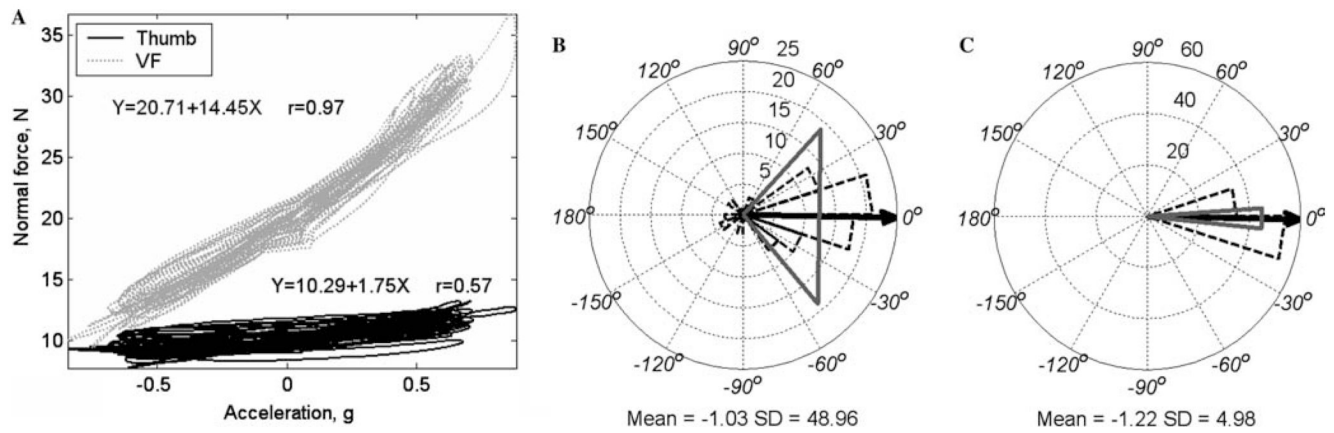 A
Thumb
VF
Y=20.71+14.45X r=0.97
Y=10.29+1.75X r=0.57
Normal force, N
35
30
25
20
15
10
-0.5
0
0.5
Acceleration, g
B
90° 25
120° 20 60°
15
150° 10 30°
5
180° 0°
-150° -30°
-120° -60°
-90°
Mean = -1.03 SD = 48.96
C
90° 60
120° 60°
40
150° 30°
20
180° 0°
-150° -30°
-120° -60°
-90°
Mean = -1.22 SD = 4.98